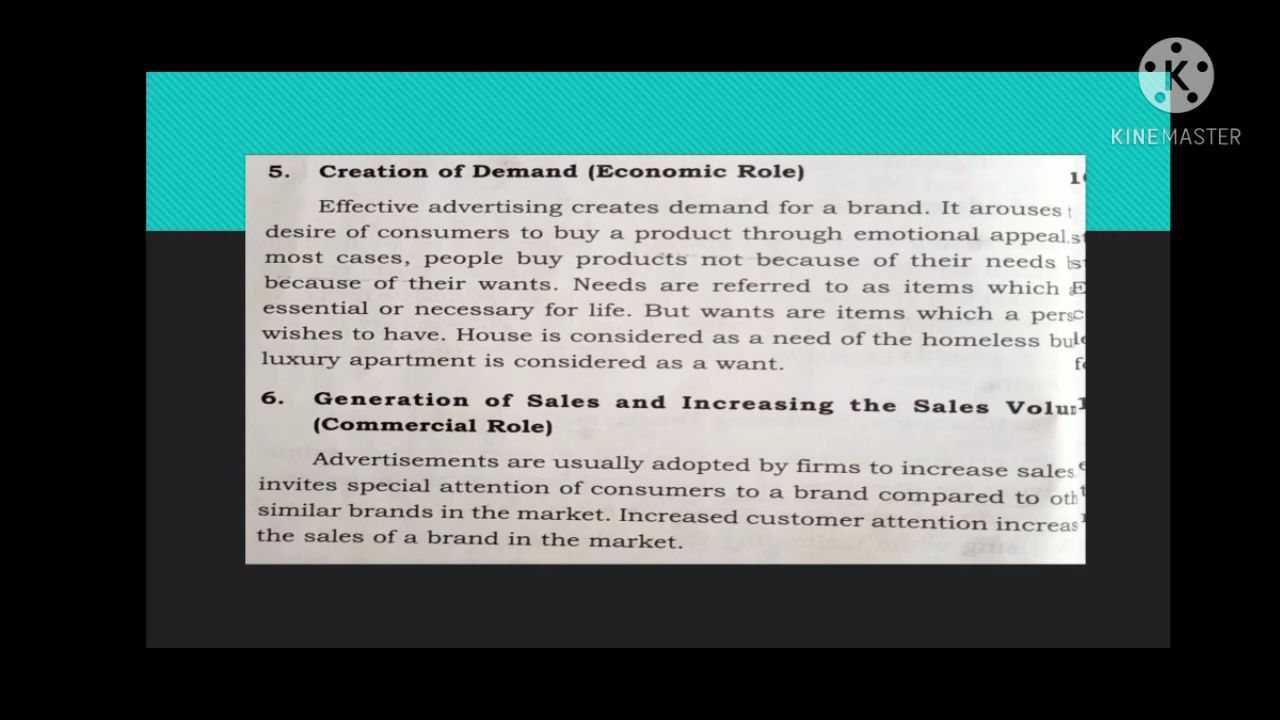 KINEMASTER
5. Creation of Demand (Economic Role)
Effective advertising creates demand for a brand. It arouses
desire of consumers to buy a product through emotional appeal.
most cases, people buy products not because of their needs
because of their wants. Needs are referred to as items which
essential or necessary for life. But wants are items which a
wishes to have. House is considered as a need of the homeless
luxury apartment is considered as a want.
6. Generation of Sales and Increasing the Sales
(Commercial Role)
Advertisements are usually adopted by firms to increase sales
invites special attention of consumers to a brand compared to
similar brands in the market. Increased customer attention
the sales of a brand in the market.